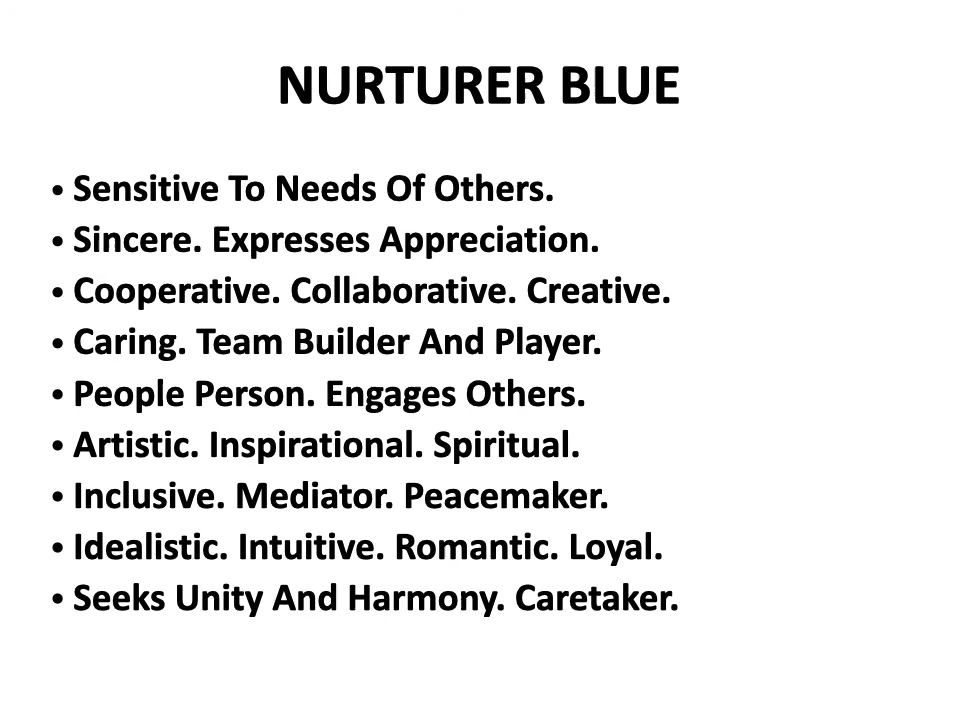 NURTURER BLUE
• Sensitive To Needs Of Others.
• Sincere. Expresses Appreciation.
• Cooperative. Collaborative. Creative.
• Caring. Team Builder And Player.
• People Person. Engages Others.
• Artistic. Inspirational. Spiritual.
• Inclusive. Mediator. Peacemaker.
• Idealistic. Intuitive. Romantic. Loyal.
• Seeks Unity And Harmony. Caretaker.